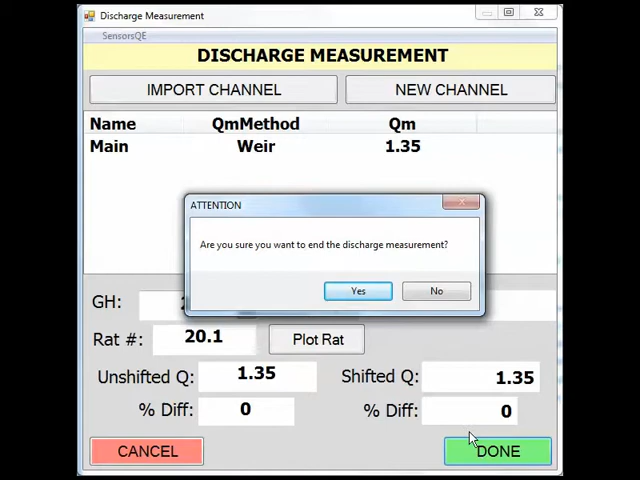 Discharge Measurement
SensorsQE
DISCHARGE MEASUREMENT
IMPORT CHANNEL NEW CHANNEL
Name QmMethod Qm
Main Weir 1.35
ATTENTION
Are you sure you want to end the discharge measurement?
Yes No
GH:
Rat #: 20.1 Plot Rat
Unshifted Q: 1.35 Shifted Q: 1.35
% Diff: 0 % Diff: 0
CANCEL DONE